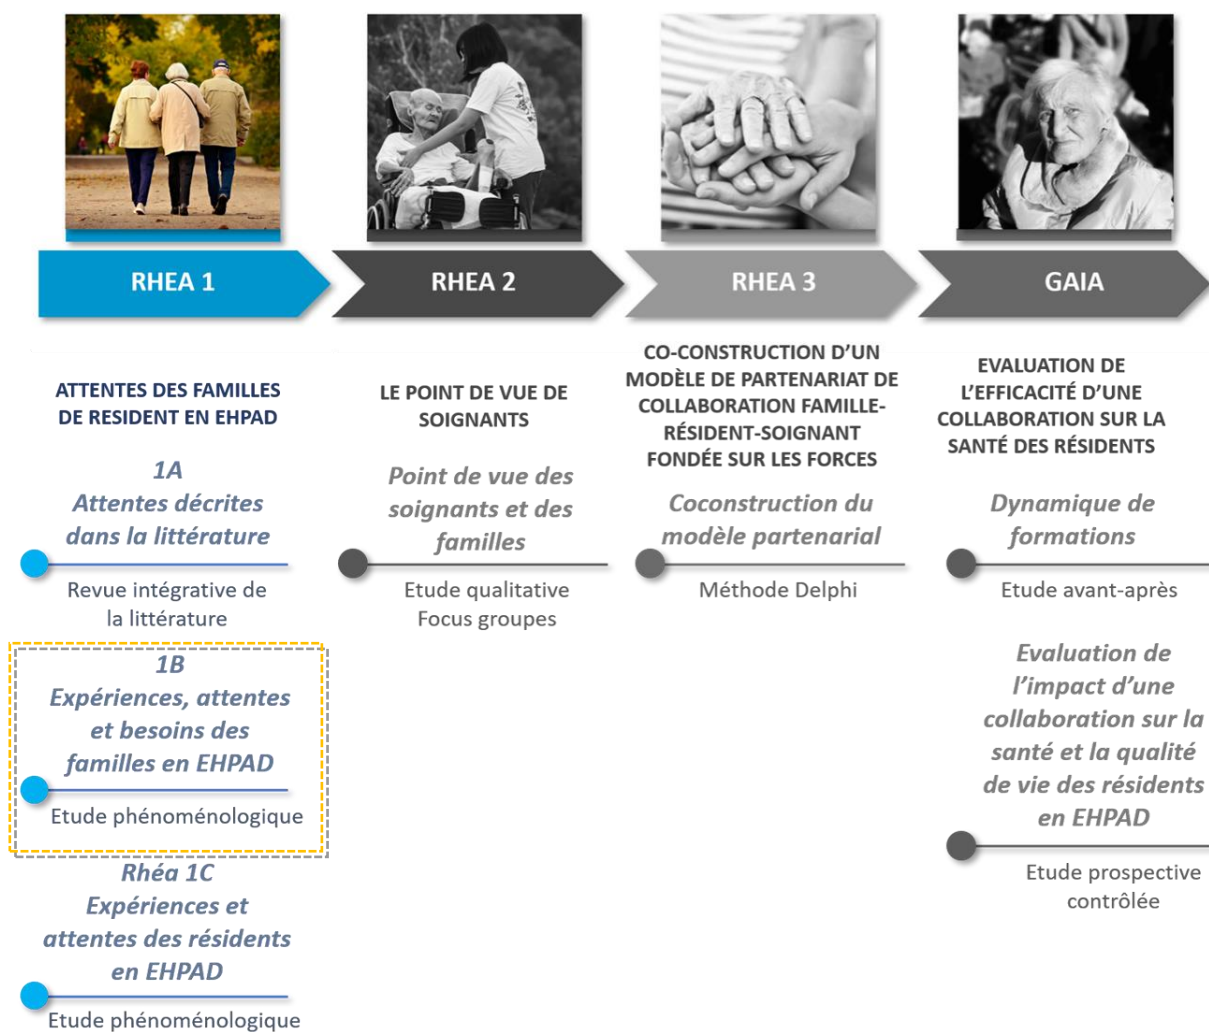 RHEA 1
RHEA 2
RHEA 3
GAIA
ATTENTES DES FAMILLES
DE RESIDENT EN EHPAD
1A
Attentes décrites
dans la littérature
Revue intégrative de
la littérature
1B
Expériences, attentes
et besoins des
familles en EHPAD
Etude phénoménologique
Rhéa 1C
Expériences et
attentes des résidents
en EHPAD
Etude phénoménologique
LE POINT DE VUE DE
SOIGNANTS
Point de vue des
soignants et des
familles
Etude qualitative
Focus groupes
CO-CONSTRUCTION D’UN
MODÈLE DE PARTENARIAT DE
COLLABORATION FAMILLE-
RÉSIDENT-SOIGNANT
FONDÉE SUR LES FORCES
Coconstruction du
modèle partenarial
Méthode Delphi
EVALUATION DE
L’EFFICACITÉ D’UNE
COLLABORATION SUR LA
SANTÉ DES RÉSIDENTS
Dynamique de
formations
Etude avant-après
Evaluation de
l’impact d’une
collaboration sur la
santé et la qualité
de vie des résidents
en EHPAD
Etude prospective
contrôlée